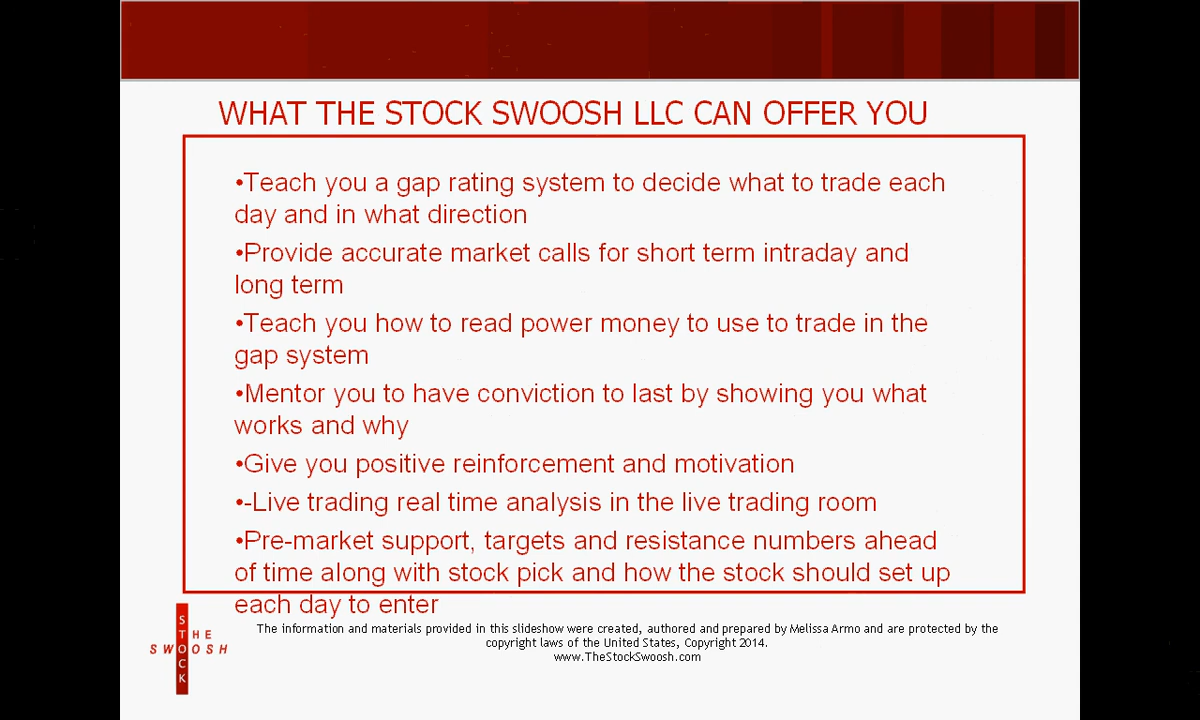 WHAT THE STOCK SWOOSH LLC CAN OFFER YOU
•Teach you a gap rating system to decide what to trade each
day and in what direction
•Provide accurate market calls for short term intraday and
long term
•Teach you how to read power money to use to trade in the
gap system
•Mentor you to have conviction to last by showing you what
works and why
•Give you positive reinforcement and motivation
•-Live trading real time analysis in the live trading room
•Pre-market support, targets and resistance numbers ahead
of time along with stock pick and how the stock should set up
each day to enter
THE
STOCK
SWOOSH
The information and materials provided in this slideshow were created, authored and prepared by Melissa Armo and are protected by the
copyright laws of the United States, Copyright 2014.
www.TheStockSwoosh.com